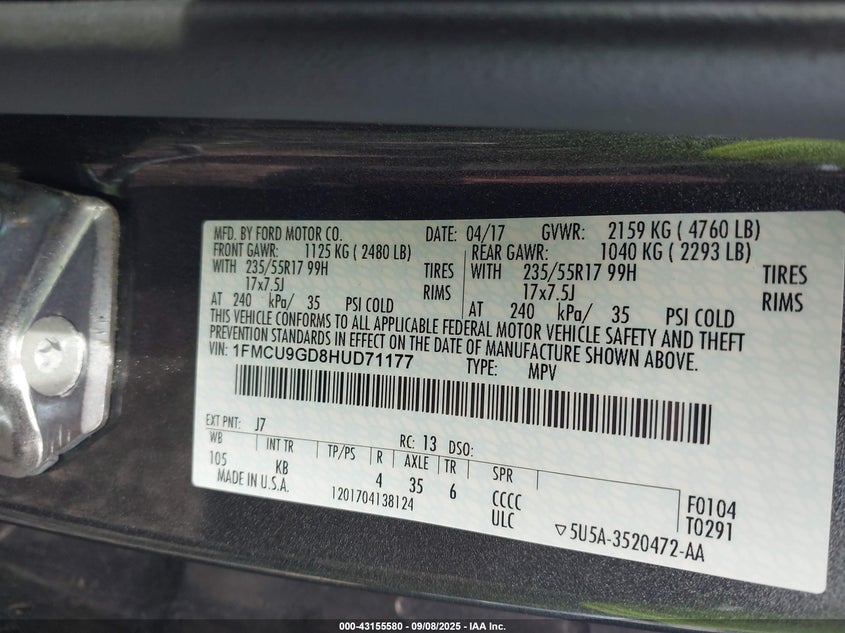 MFD. BY FORD MOTOR CO. DATE: 04/17 GVWR: 2159 KG ( 4760 LB)
FRONT GAWR: 1125 KG ( 2480 LB) REAR GAWR: 1040 KG ( 2293 LB)
WITH 235/55R17 99H TIRES WITH 235/55R17 99H TIRES
17x7.5J RIMS 17x7.5J RIMS
AT 240 kPa/ 35 PSI COLD AT 240 kPa/ 35 PSI COLD
THIS VEHICLE CONFORMS TO ALL APPLICABLE FEDERAL MOTOR VEHICLE SAFETY AND THEFT
PREVENTION STANDARDS IN EFFECT ON THE DATE OF MANUFACTURE SHOWN ABOVE.
VIN: 1FMCU9GD8HUD71177 TYPE: MPV
EXT PNT: J7 RC: 13 DSO:
WB INT TR TP/PS R AXLE TR SPR
105 KB 4 35 6 CCCC F0104
MADE IN U.S.A. 1201704138124 ULC T0291
▽5U5A-3520472-AA
000-43155580 - 09/08/2025 - IAA Inc.